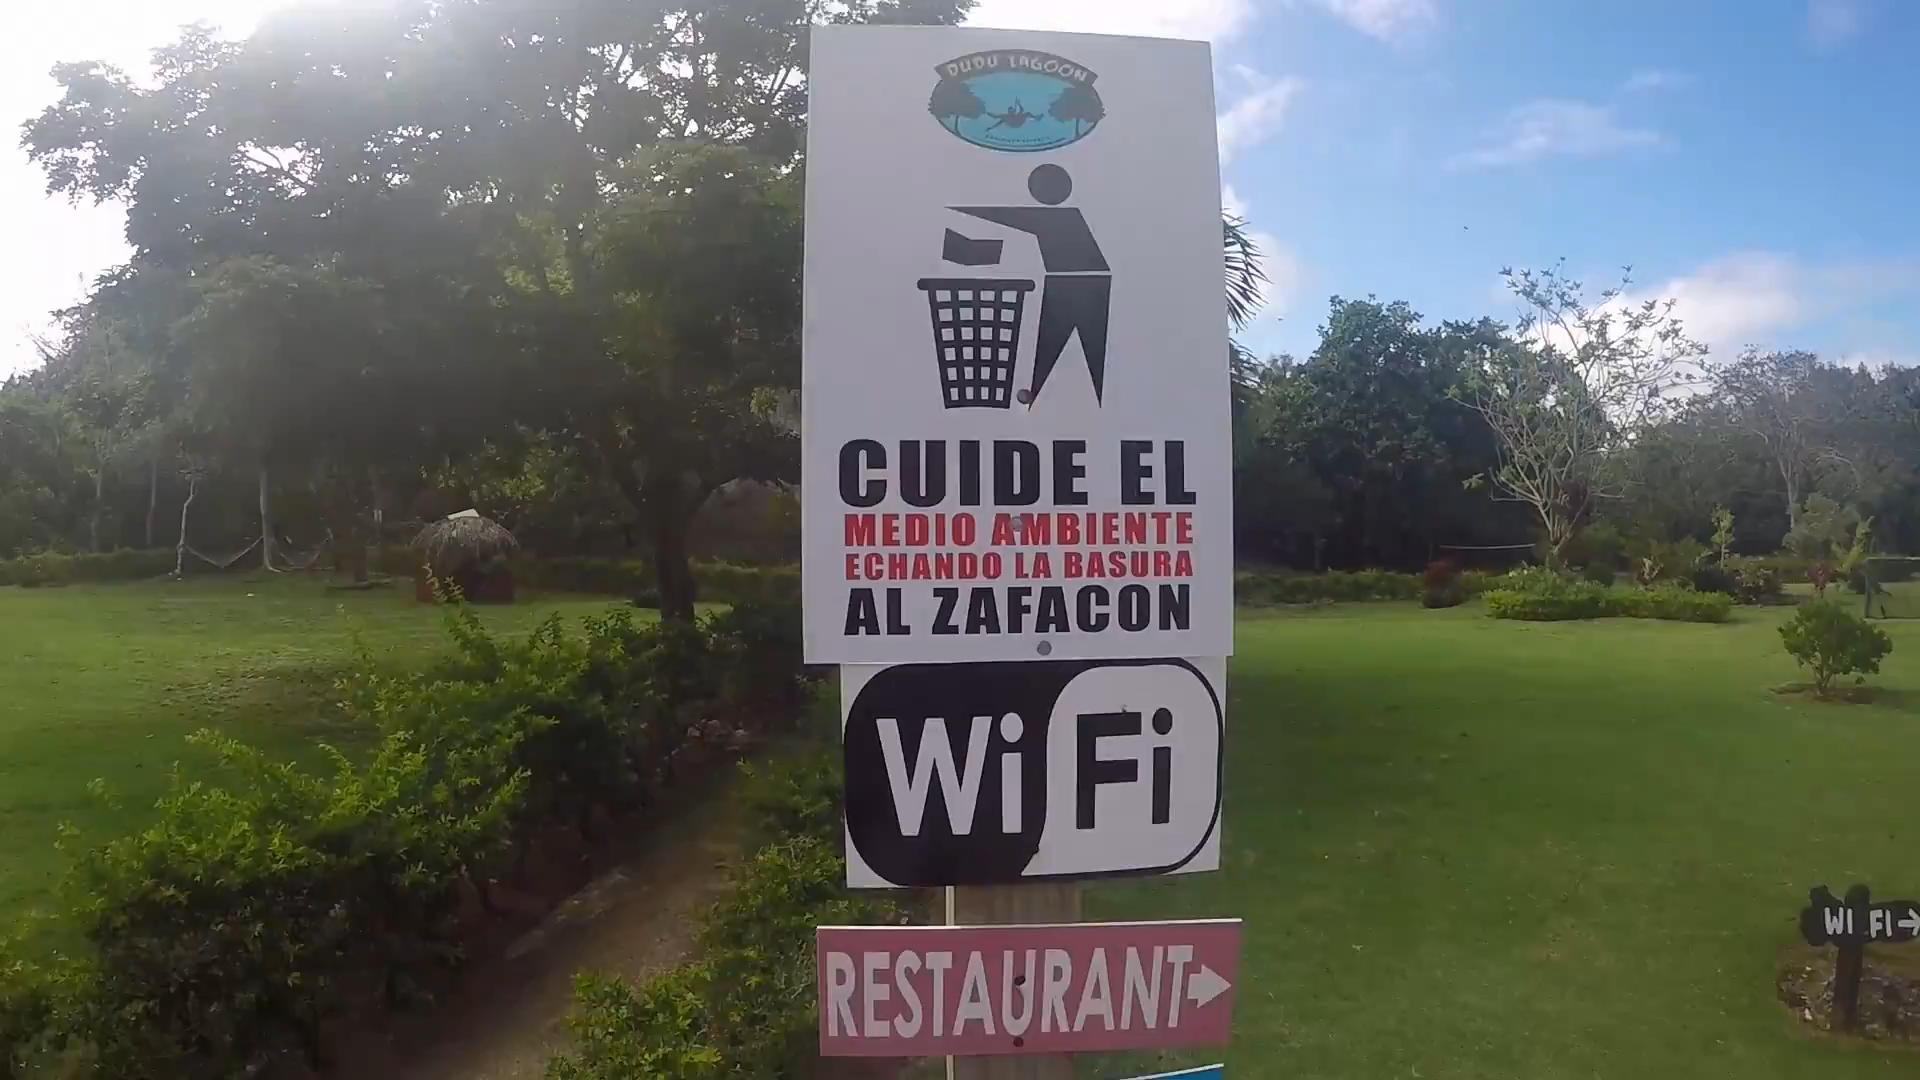 DUDU LAGOON
CUIDE EL
MEDIO AMBIENTE
ECHANDO LA BASURA
AL ZAFACON
WiFi
RESTAURANT→
WI FI→